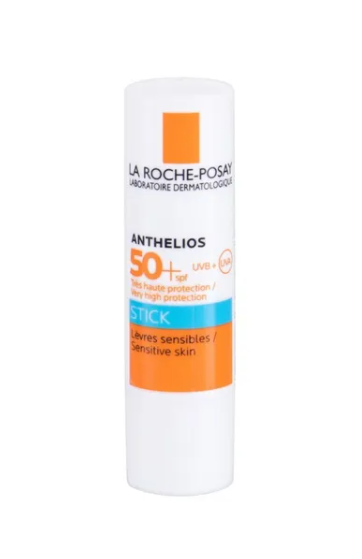 LA ROCHE-POSAY
LABORATOIRE DERMATOLOGIQUE
ANTHELIOS
50+ spf UVB + UVA
Très haute protection /
Very high protection
STICK
Lèvres sensibles /
Sensitive skin